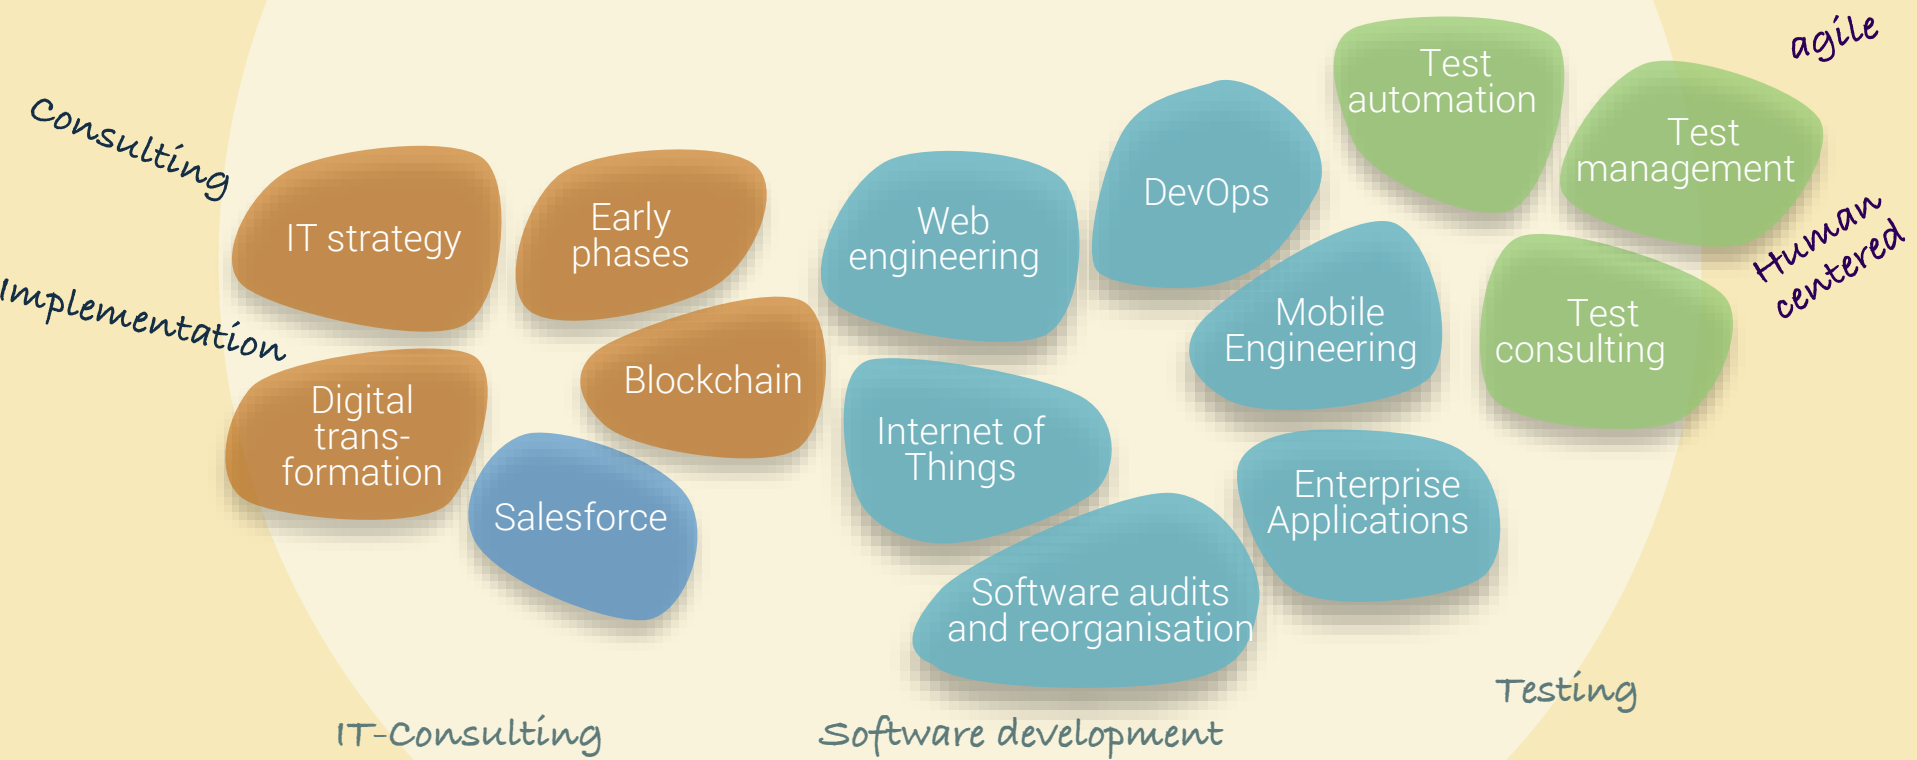 Consulting
Implementation
IT strategy
Early
phases
Digital
trans-
formation
Blockchain
Salesforce
Web
engineering
DevOps
Mobile
Engineering
Internet of
Things
Enterprise
Applications
Software audits
and reorganisation
Test
automation
Test
management
Test
consulting
agile
Human
centered
IT-Consulting
Software development
Testing